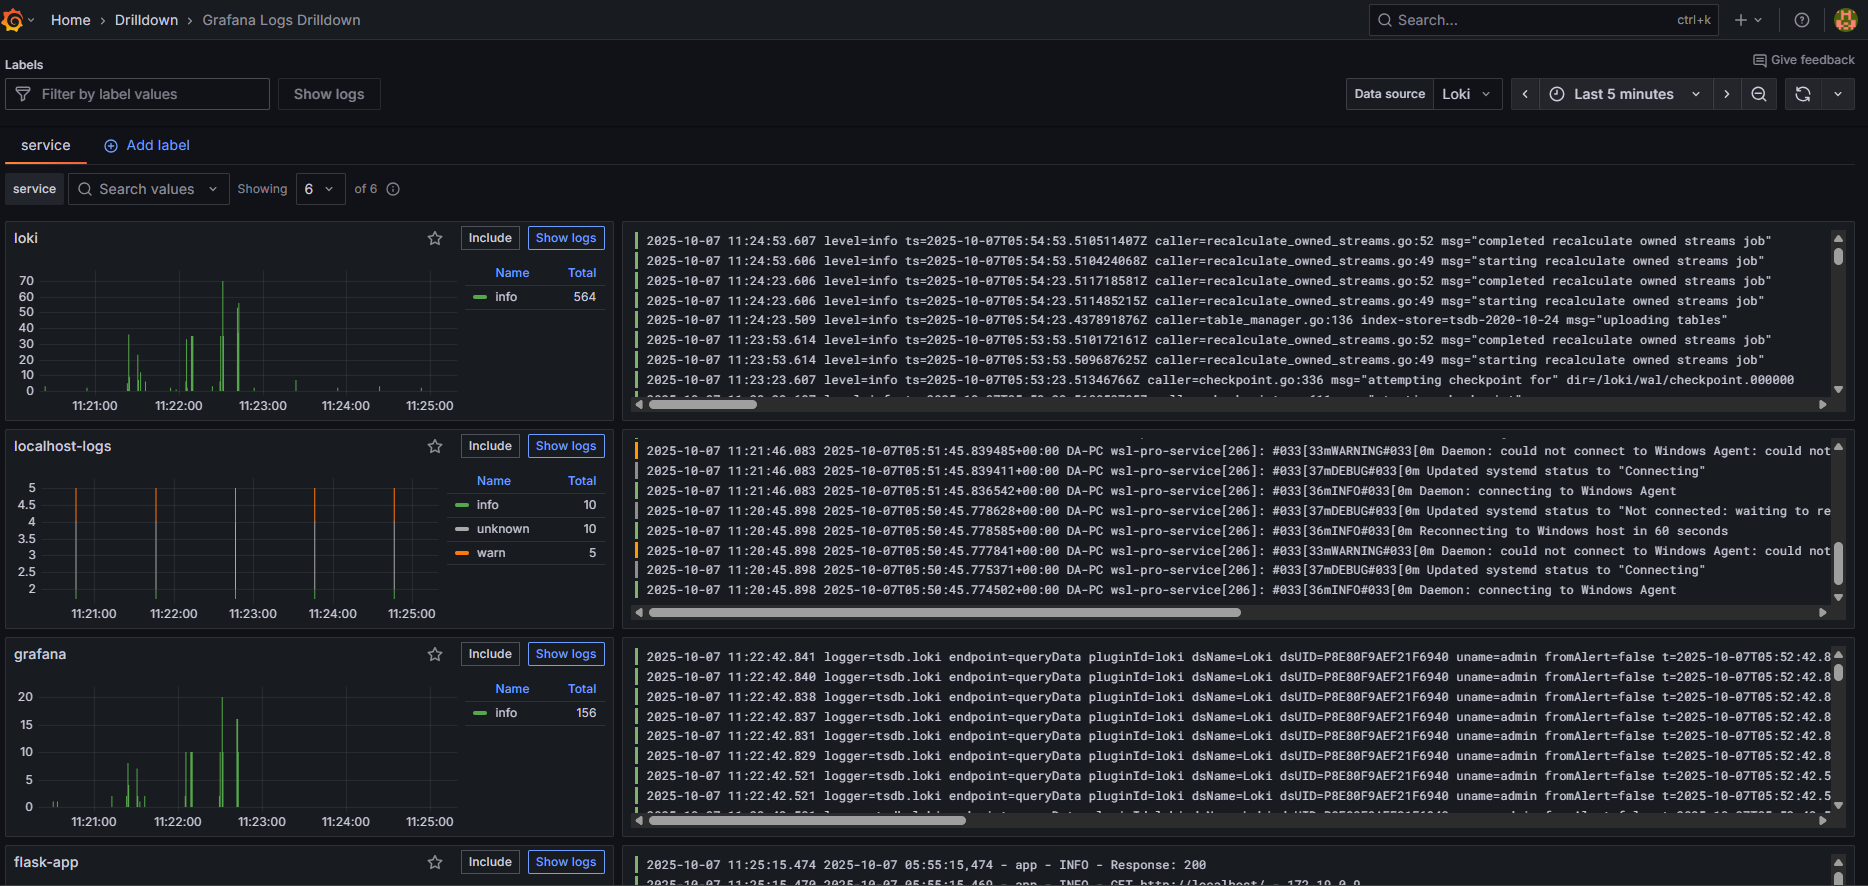 Home › Drilldown › Grafana Logs Drilldown
Search... ctrl+k
Give feedback
Labels
Filter by label values Show logs
Data source Loki Last 5 minutes
service Add label
service Search values Showing 6 of 6
loki Include Show logs
Name Total
info 564
70
60
50
40
30
20
10
0
11:21:00 11:22:00 11:23:00 11:24:00 11:25:00
2025-10-07 11:24:53.607 level=info ts=2025-10-07T05:54:53.510511407Z caller=recalculate_owned_streams.go:52 msg="completed recalculate owned streams job"
2025-10-07 11:24:53.606 level=info ts=2025-10-07T05:54:53.510424068Z caller=recalculate_owned_streams.go:49 msg="starting recalculate owned streams job"
2025-10-07 11:24:23.606 level=info ts=2025-10-07T05:54:23.511718581Z caller=recalculate_owned_streams.go:52 msg="completed recalculate owned streams job"
2025-10-07 11:24:23.606 level=info ts=2025-10-07T05:54:23.511485215Z caller=recalculate_owned_streams.go:49 msg="starting recalculate owned streams job"
2025-10-07 11:24:23.509 level=info ts=2025-10-07T05:54:23.437891876Z caller=table_manager.go:136 index-store=tsdb-2020-10-24 msg="uploading tables"
2025-10-07 11:23:53.614 level=info ts=2025-10-07T05:53:53.510172161Z caller=recalculate_owned_streams.go:52 msg="completed recalculate owned streams job"
2025-10-07 11:23:53.614 level=info ts=2025-10-07T05:53:53.509687625Z caller=recalculate_owned_streams.go:49 msg="starting recalculate owned streams job"
2025-10-07 11:23:23.607 level=info ts=2025-10-07T05:53:23.51346766Z caller=checkpoint.go:336 msg="attempting checkpoint for" dir=/loki/wal/checkpoint.000000
localhost-logs Include Show logs
Name Total
info 10
unknown 10
warn 5
5
4.5
4
3.5
3
2.5
2
11:21:00 11:22:00 11:23:00 11:24:00 11:25:00
2025-10-07 11:21:46.083 2025-10-07T05:51:45.839485+00:00 DA-PC wsl-pro-service[206]: #033[33mWARNING#033[0m Daemon: could not connect to Windows Agent: could not
2025-10-07 11:21:46.083 2025-10-07T05:51:45.839411+00:00 DA-PC wsl-pro-service[206]: #033[37mDEBUG#033[0m Updated systemd status to "Connecting"
2025-10-07 11:21:46.083 2025-10-07T05:51:45.836542+00:00 DA-PC wsl-pro-service[206]: #033[36mINFO#033[0m Daemon: connecting to Windows Agent
2025-10-07 11:20:45.898 2025-10-07T05:50:45.778628+00:00 DA-PC wsl-pro-service[206]: #033[37mDEBUG#033[0m Updated systemd status to "Not connected: waiting to re
2025-10-07 11:20:45.898 2025-10-07T05:50:45.778585+00:00 DA-PC wsl-pro-service[206]: #033[36mINFO#033[0m Reconnecting to Windows host in 60 seconds
2025-10-07 11:20:45.898 2025-10-07T05:50:45.777841+00:00 DA-PC wsl-pro-service[206]: #033[33mWARNING#033[0m Daemon: could not connect to Windows Agent: could not
2025-10-07 11:20:45.898 2025-10-07T05:50:45.775371+00:00 DA-PC wsl-pro-service[206]: #033[37mDEBUG#033[0m Updated systemd status to "Connecting"
2025-10-07 11:20:45.898 2025-10-07T05:50:45.774502+00:00 DA-PC wsl-pro-service[206]: #033[36mINFO#033[0m Daemon: connecting to Windows Agent
grafana Include Show logs
Name Total
info 156
20
15
10
5
0
11:21:00 11:22:00 11:23:00 11:24:00 11:25:00
2025-10-07 11:22:42.841 logger=tsdb.loki endpoint=queryData pluginId=loki dsName=Loki dsUID=P8E80F9AEF21F6940 uname=admin fromAlert=false t=2025-10-07T05:52:42.8
2025-10-07 11:22:42.840 logger=tsdb.loki endpoint=queryData pluginId=loki dsName=Loki dsUID=P8E80F9AEF21F6940 uname=admin fromAlert=false t=2025-10-07T05:52:42.8
2025-10-07 11:22:42.838 logger=tsdb.loki endpoint=queryData pluginId=loki dsName=Loki dsUID=P8E80F9AEF21F6940 uname=admin fromAlert=false t=2025-10-07T05:52:42.8
2025-10-07 11:22:42.837 logger=tsdb.loki endpoint=queryData pluginId=loki dsName=Loki dsUID=P8E80F9AEF21F6940 uname=admin fromAlert=false t=2025-10-07T05:52:42.8
2025-10-07 11:22:42.831 logger=tsdb.loki endpoint=queryData pluginId=loki dsName=Loki dsUID=P8E80F9AEF21F6940 uname=admin fromAlert=false t=2025-10-07T05:52:42.8
2025-10-07 11:22:42.829 logger=tsdb.loki endpoint=queryData pluginId=loki dsName=Loki dsUID=P8E80F9AEF21F6940 uname=admin fromAlert=false t=2025-10-07T05:52:42.8
2025-10-07 11:22:42.521 logger=tsdb.loki endpoint=queryData pluginId=loki dsName=Loki dsUID=P8E80F9AEF21F6940 uname=admin fromAlert=false t=2025-10-07T05:52:42.5
2025-10-07 11:22:42.521 logger=tsdb.loki endpoint=queryData pluginId=loki dsName=Loki dsUID=P8E80F9AEF21F6940 uname=admin fromAlert=false t=2025-10-07T05:52:42.5
flask-app Include Show logs
2025-10-07 11:25:15.474 2025-10-07 05:55:15,474 - app - INFO - Response: 200